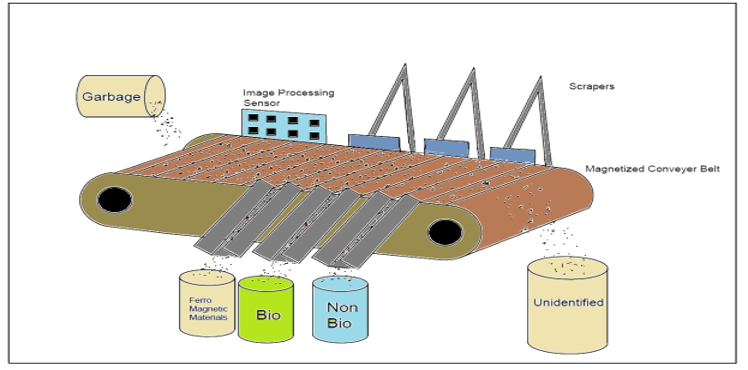 Garbage
Image Processing
Sensor
Scrapers
Magnetized Conveyer Belt
Ferro
Magnetic
Materials
Bio
Non
Bio
Unidentified